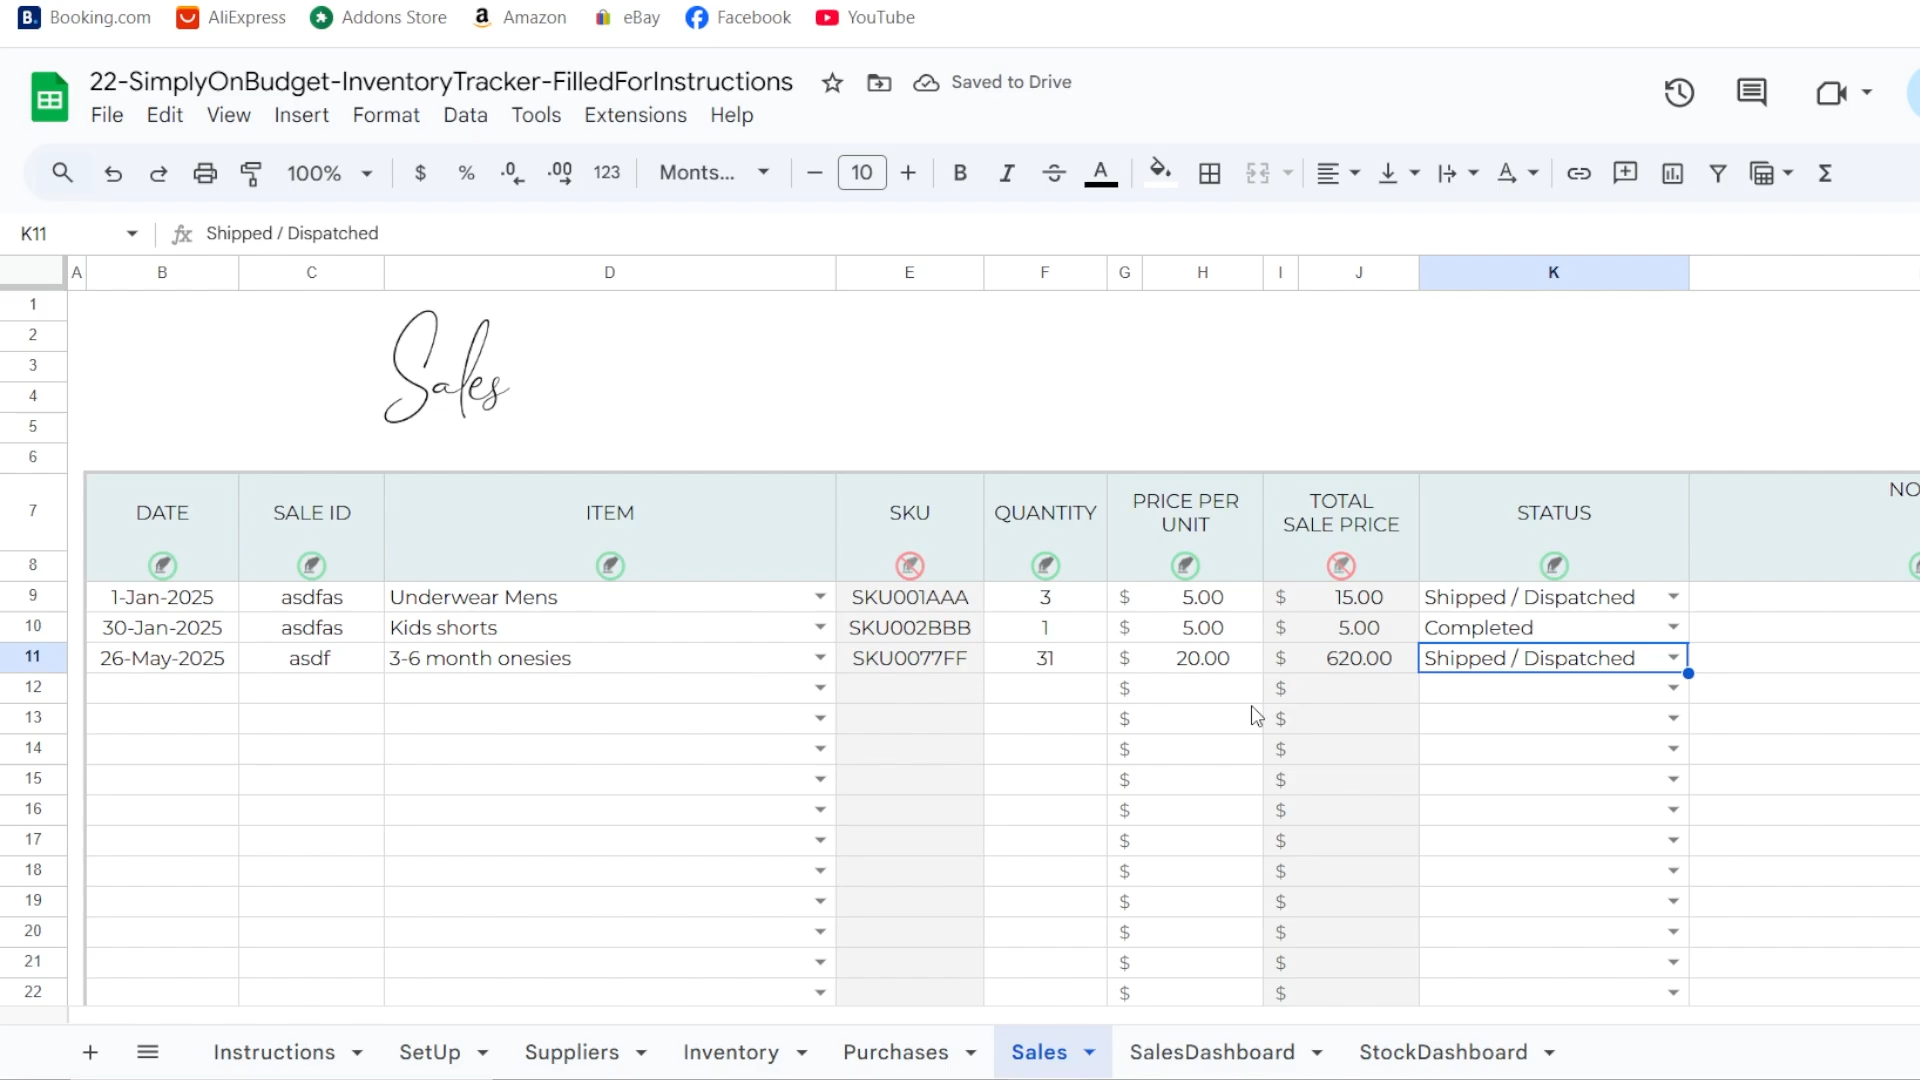 Booking.com AliExpress Addons Store Amazon eBay Facebook YouTube
22-SimplyOnBudget-InventoryTracker-FilledForInstructions Saved to Drive
File Edit View Insert Format Data Tools Extensions Help
100% $ % .0 .00 123 Monts... 10 B I A
K11 fx Shipped / Dispatched
A B C D E F G H I J K
1
2
3
4
5
6
Sales
7 DATE SALE ID ITEM SKU QUANTITY PRICE PER UNIT TOTAL SALE PRICE STATUS NO
8
9 1-Jan-2025 asdfas Underwear Mens SKU001AAA 3 $ 5.00 $ 15.00 Shipped / Dispatched
10 30-Jan-2025 asdfas Kids shorts SKU002BBB 1 $ 5.00 $ 5.00 Completed
11 26-May-2025 asdf 3-6 month onesies SKU0077FF 31 $ 20.00 $ 620.00 Shipped / Dispatched
12 $ $
13 $ $
14 $ $
15 $ $
16 $ $
17 $ $
18 $ $
19 $ $
20 $ $
21 $ $
22 $ $
Instructions SetUp Suppliers Inventory Purchases Sales SalesDashboard StockDashboard